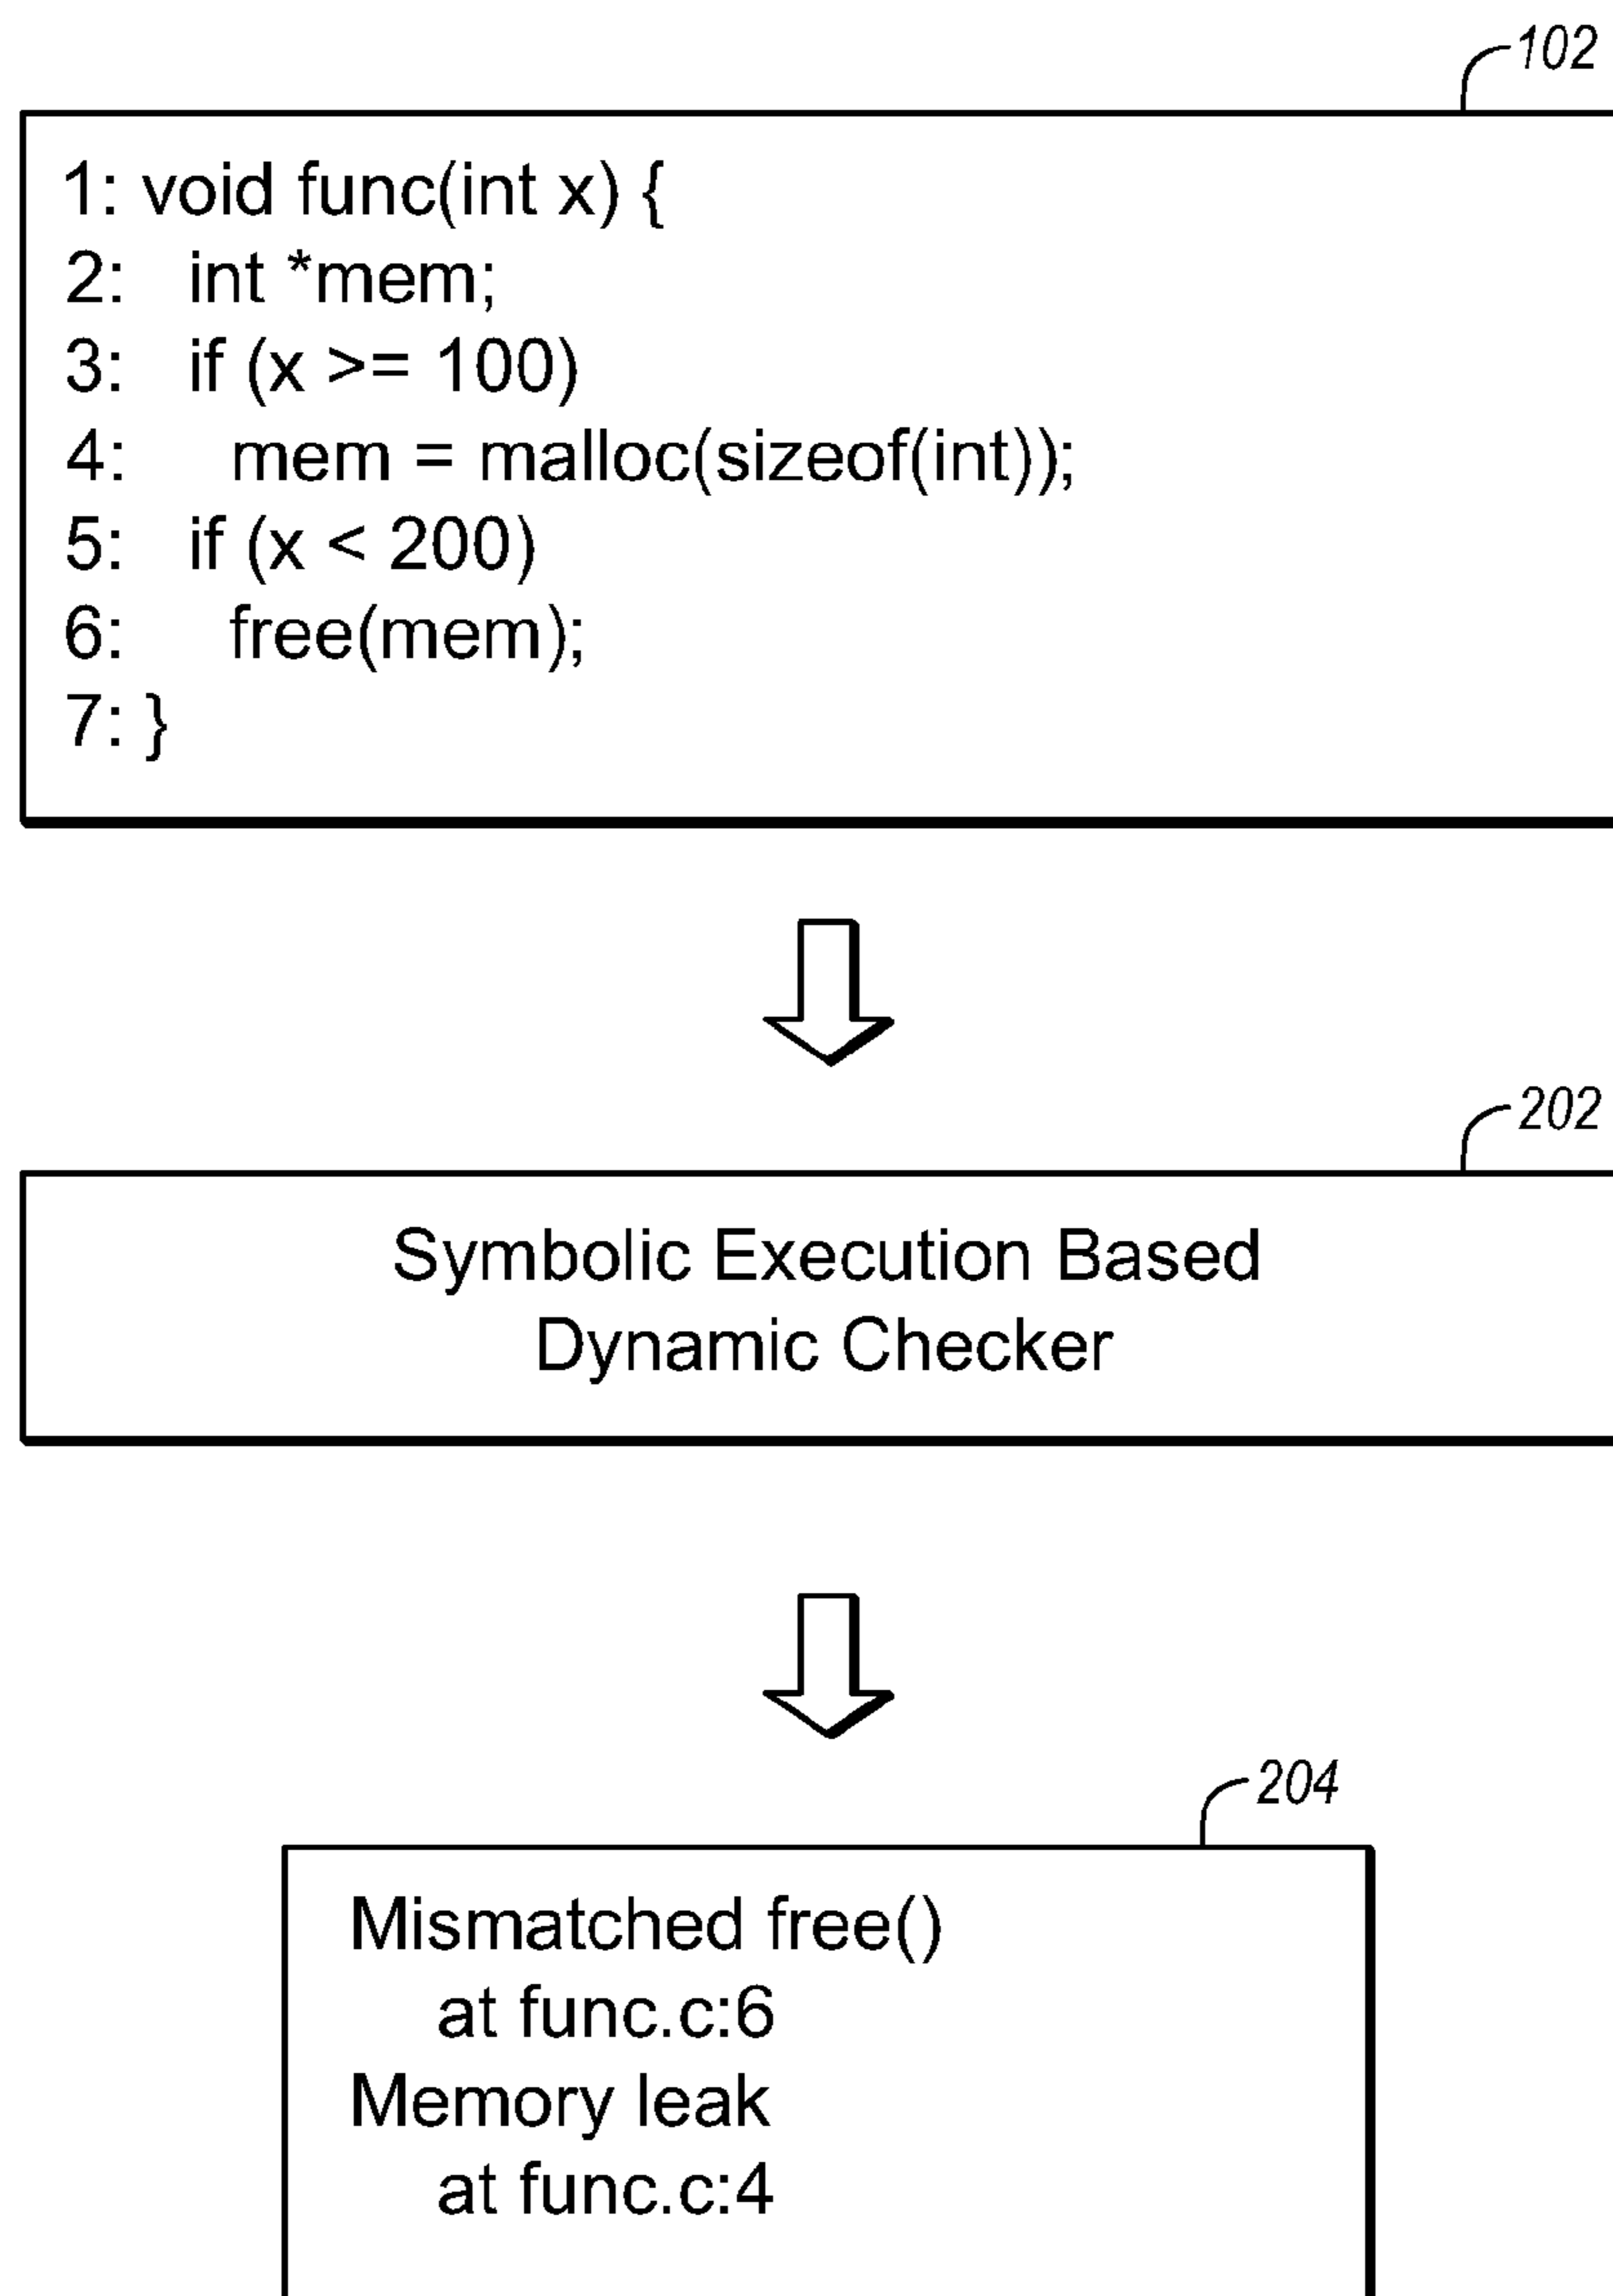 102
1: void func(int x) {
2: int *mem;
3: if (x >= 100)
4: mem = malloc(sizeof(int));
5: if (x < 200)
6: free(mem);
7: }
202
Symbolic Execution Based
Dynamic Checker
204
Mismatched free()
at func.c:6
Memory leak
at func.c:4